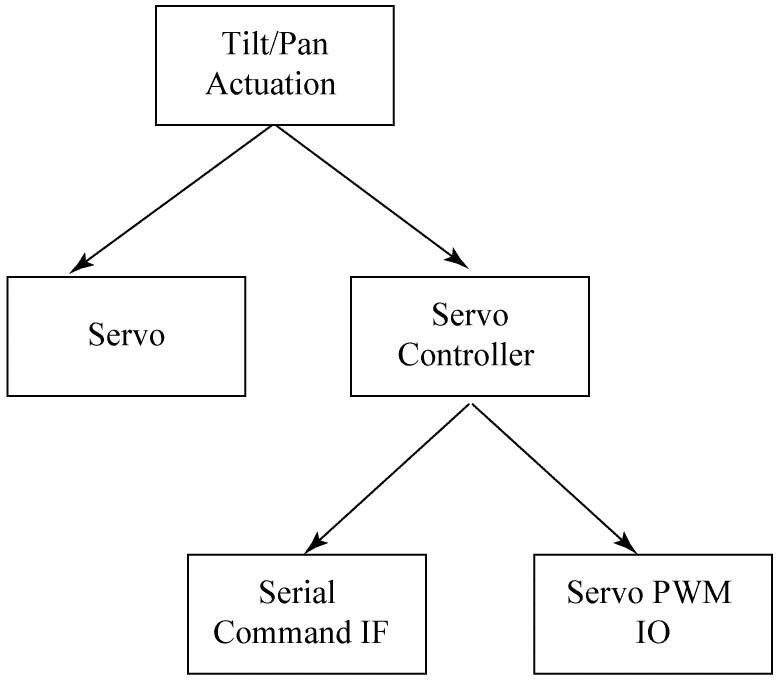 Tilt/Pan
Actuation
Servo
Servo
Controller
Serial
Command IF
Servo PWM
IO